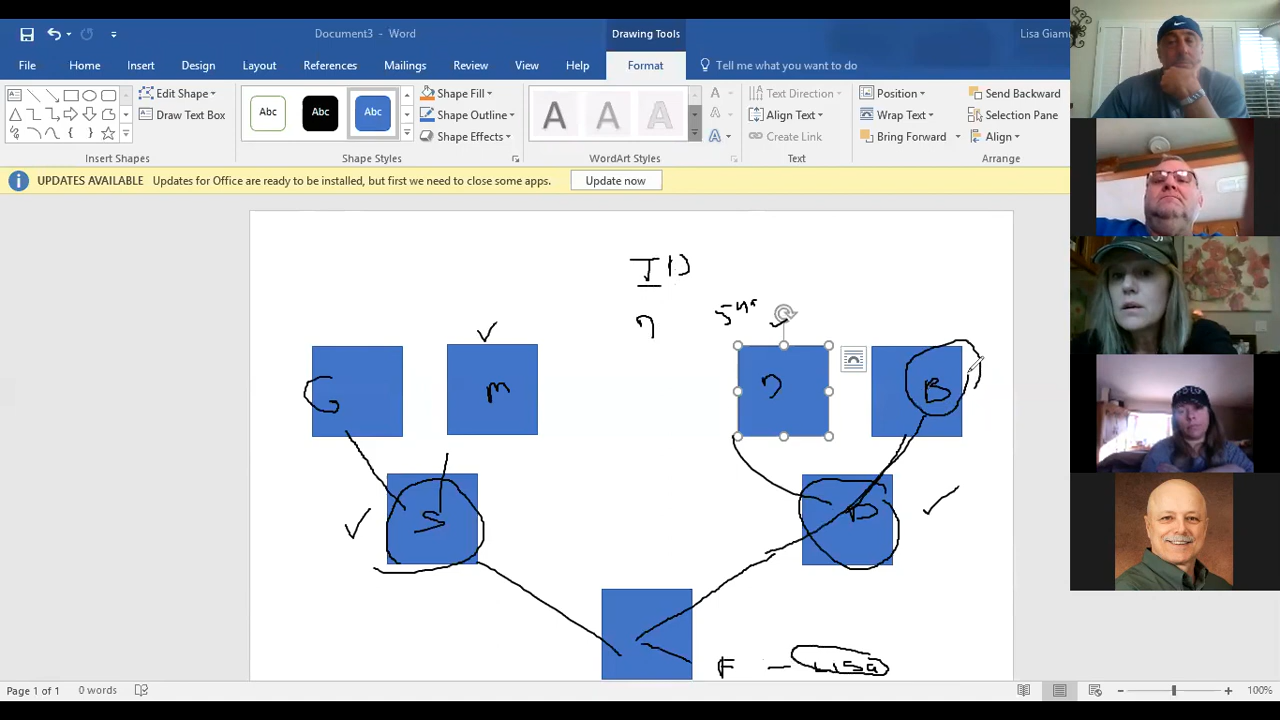 Document3 - Word
Drawing Tools
Lisa Giam
File Home Insert Design Layout References Mailings Review View Help Format Tell me what you want to do
Edit Shape
Draw Text Box
Insert Shapes
Abc Abc Abc
Shape Fill
Shape Outline
Shape Effects
Shape Styles
A A A
WordArt Styles
Text Direction
Align Text
Create Link
Text
Position
Wrap Text
Bring Forward
Send Backward
Selection Pane
Align
Arrange
UPDATES AVAILABLE Updates for Office are ready to be installed, but first we need to close some apps. Update now
G M D B
S D
F - Lisa
Page 1 of 1 0 words 100%